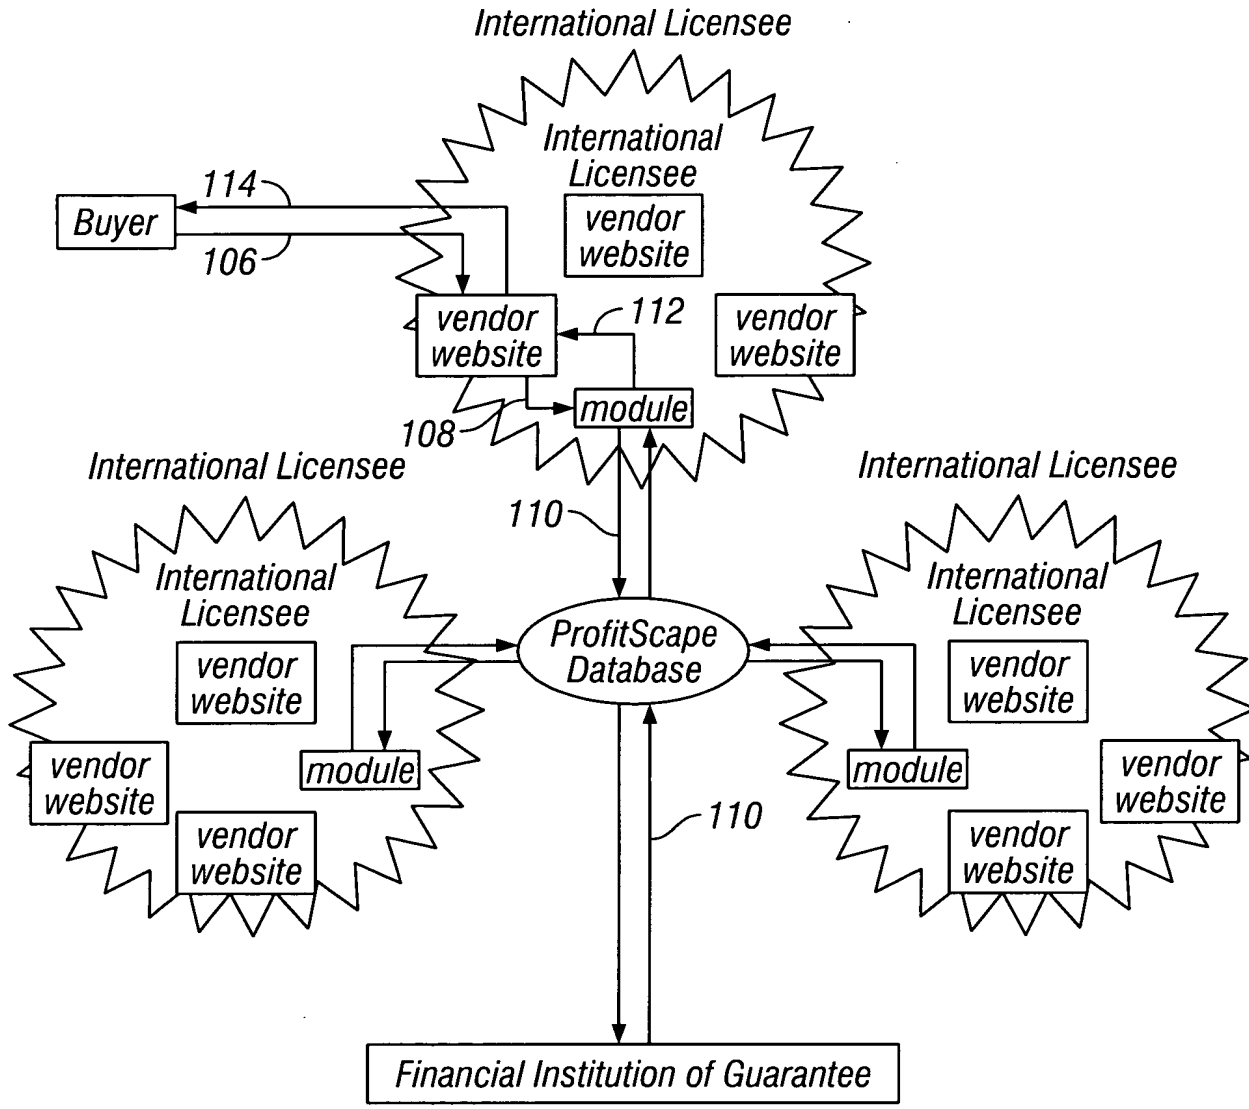 International Licensee
International
Licensee
vendor
website
114
Buyer
106
vendor
website
112
vendor
website
module
108
International Licensee
International Licensee
110
International
Licensee
International
Licensee
ProfitScape
Database
vendor
website
vendor
website
module
module
vendor
website
vendor
website
vendor
website
vendor
website
110
Financial Institution of Guarantee